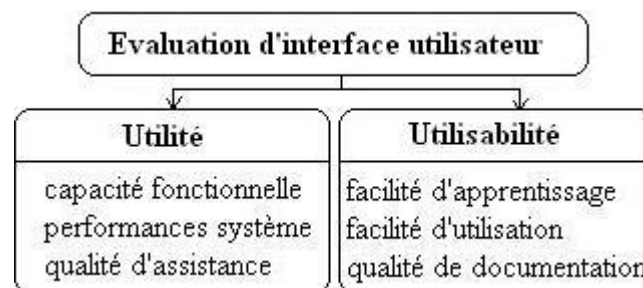 Evaluation d'interface utilisateur
Utilité
capacité fonctionnelle
performances système
qualité d'assistance
Utilisabilité
facilité d'apprentissage
facilité d'utilisation
qualité de documentation